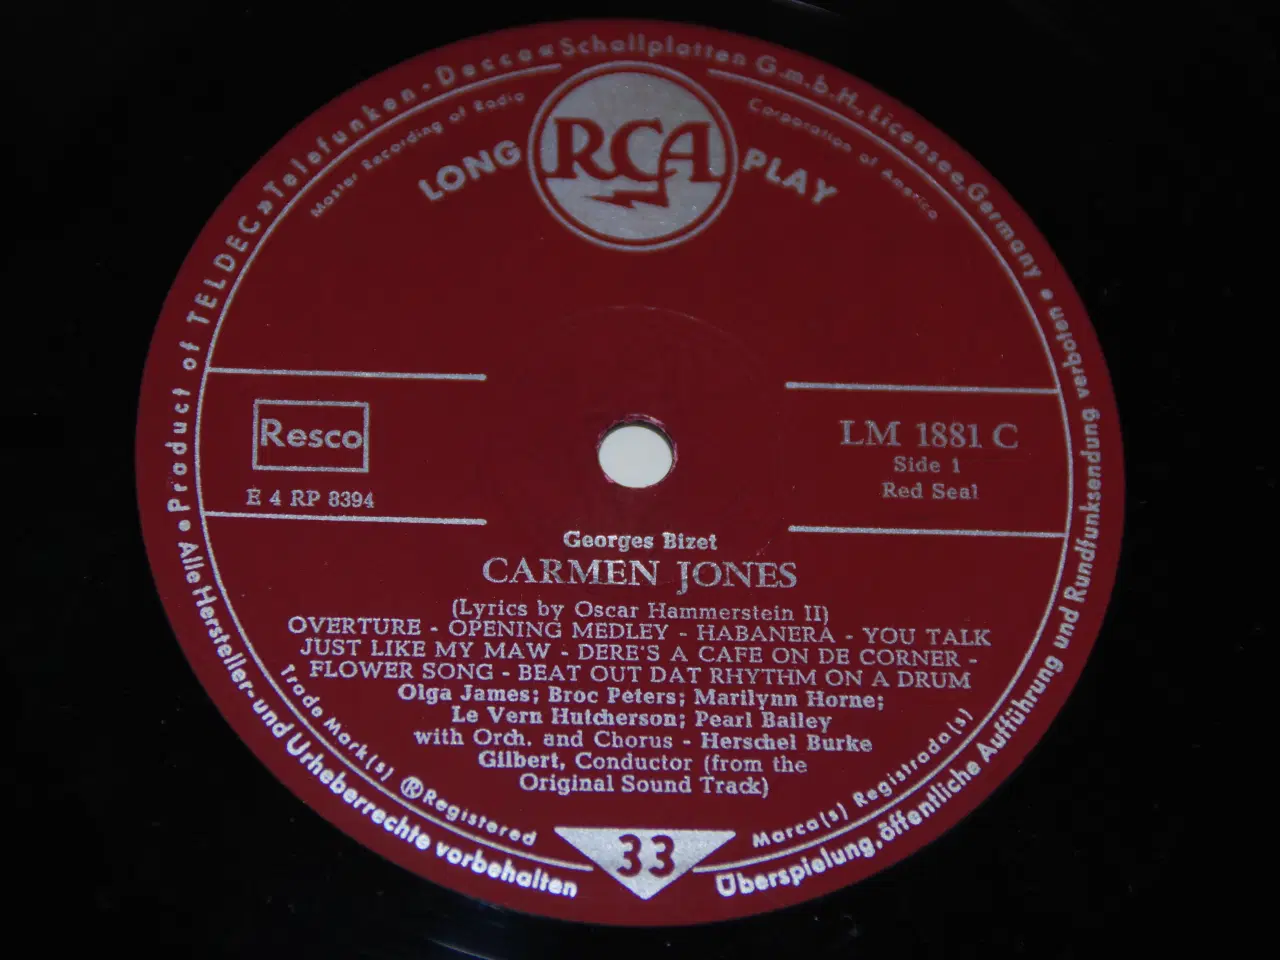 ●Product of TELDEC »Telefunken-Decca« Schallplatten G.m.b.H., Licensee, Germany●
Master Recording of Radio Corporation of America
LONG PLAY
RCA
Resco
E 4 RP 8394
LM 1881 C
Side 1
Red Seal
Georges Bizet
CARMEN JONES
(Lyrics by Oscar Hammerstein II)
OVERTURE - OPENING MEDLEY - HABANERA - YOU TALK
JUST LIKE MY MAW - DERE'S A CAFE ON DE CORNER -
FLOWER SONG - BEAT OUT DAT RHYTHM ON A DRUM
Olga James; Broc Peters; Marilynn Horne;
Le Vern Hutcherson; Pearl Bailey
with Orch. and Chorus - Herschel Burke
Gilbert, Conductor (from the
Original Sound Track)
Trade Mark(s) ®Registered
Marca(s) Registrada(s)
33
Alle Hersteller- und Urheberrechte vorbehalten
Überspielung, öffentliche Aufführung und Rundfunksendung verboten